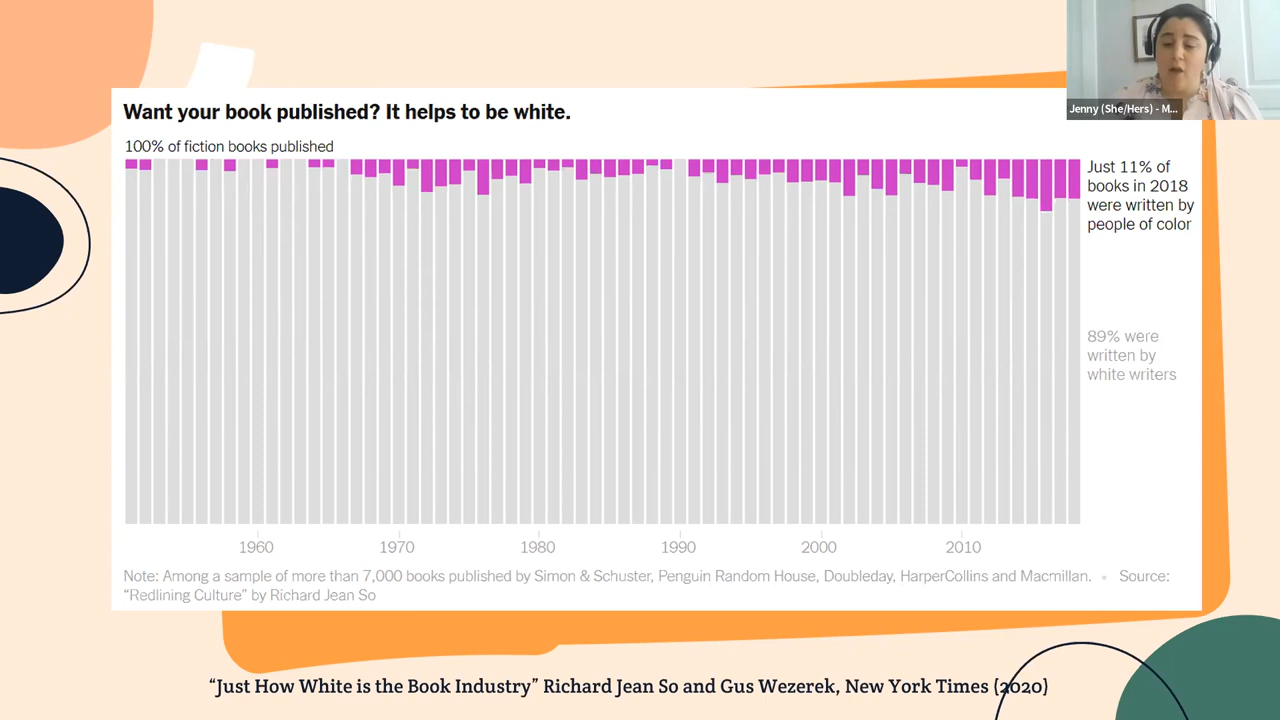 Jenny (She/Hers) - M...
Want your book published? It helps to be white.
100% of fiction books published
Just 11% of
books in 2018
were written by
people of color
89% were
written by
white writers
1960 1970 1980 1990 2000 2010
Note: Among a sample of more than 7,000 books published by Simon & Schuster, Penguin Random House, Doubleday, HarperCollins and Macmillan. • Source:
“Redlining Culture” by Richard Jean So
“Just How White is the Book Industry” Richard Jean So and Gus Wezerek, New York Times (2020)